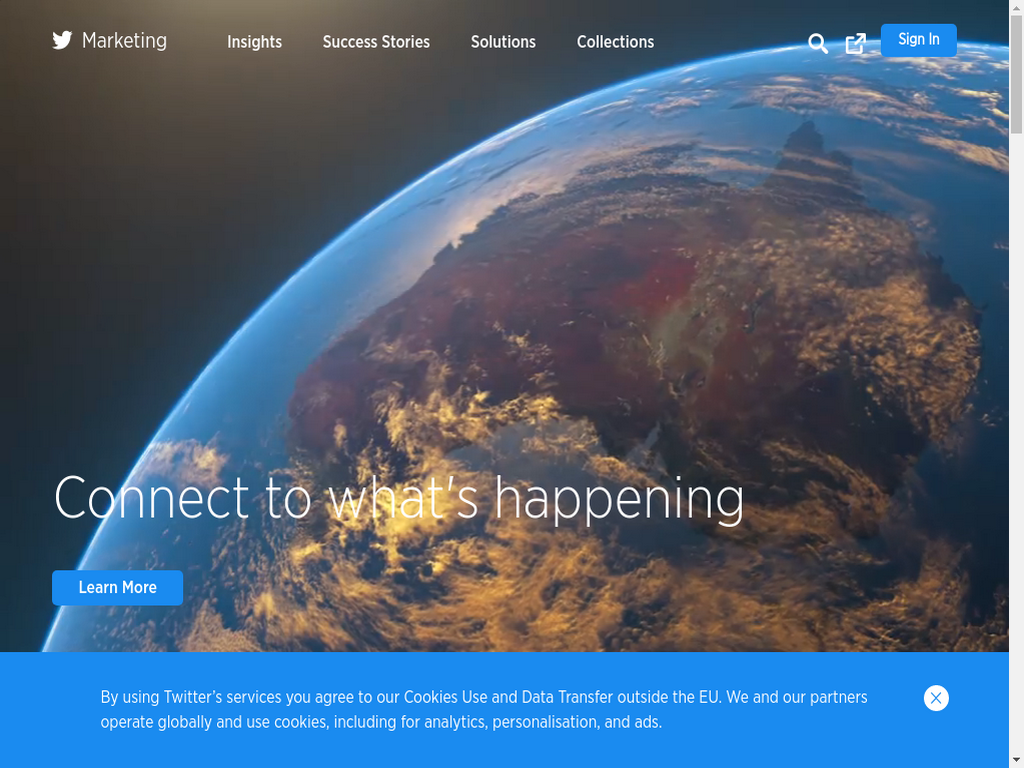 Marketing
Insights
Success Stories
Solutions
Collections
Sign In
Connect to what's happening
Learn More
By using Twitter’s services you agree to our Cookies Use and Data Transfer outside the EU. We and our partners
operate globally and use cookies, including for analytics, personalisation, and ads.